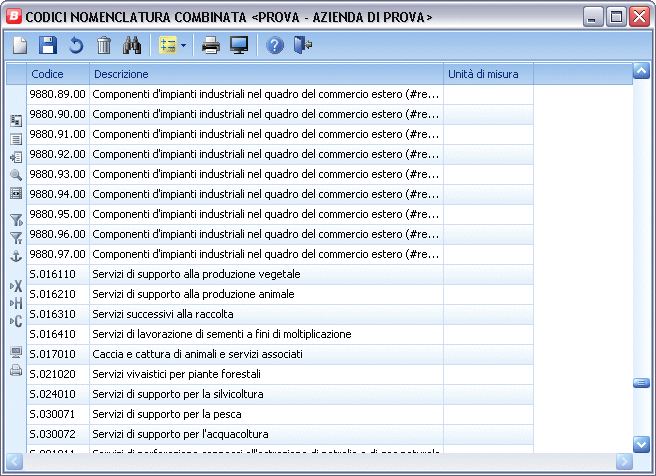 B CODICI NOMENCLATURA COMBINATA <PROVA - AZIENDA DI PROVA>
Codice Descrizione Unità di misura
9880.89.00 Componenti d'impianti industriali nel quadro del commercio estero (#re...
9880.90.00 Componenti d'impianti industriali nel quadro del commercio estero (#re...
9880.91.00 Componenti d'impianti industriali nel quadro del commercio estero (#re...
9880.92.00 Componenti d'impianti industriali nel quadro del commercio estero (#re...
9880.93.00 Componenti d'impianti industriali nel quadro del commercio estero (#re...
9880.94.00 Componenti d'impianti industriali nel quadro del commercio estero (#re...
9880.95.00 Componenti d'impianti industriali nel quadro del commercio estero (#re...
9880.96.00 Componenti d'impianti industriali nel quadro del commercio estero (#re...
9880.97.00 Componenti d'impianti industriali nel quadro del commercio estero (#re...
S.016110 Servizi di supporto alla produzione vegetale
S.016210 Servizi di supporto alla produzione animale
S.016310 Servizi successivi alla raccolta
S.016410 Servizi di lavorazione di sementi a fini di moltiplicazione
S.017010 Caccia e cattura di animali e servizi associati
S.021020 Servizi vivaistici per piante forestali
S.024010 Servizi di supporto per la silvicoltura
S.030071 Servizi di supporto per la pesca
S.030072 Servizi di supporto per l'acquacoltura